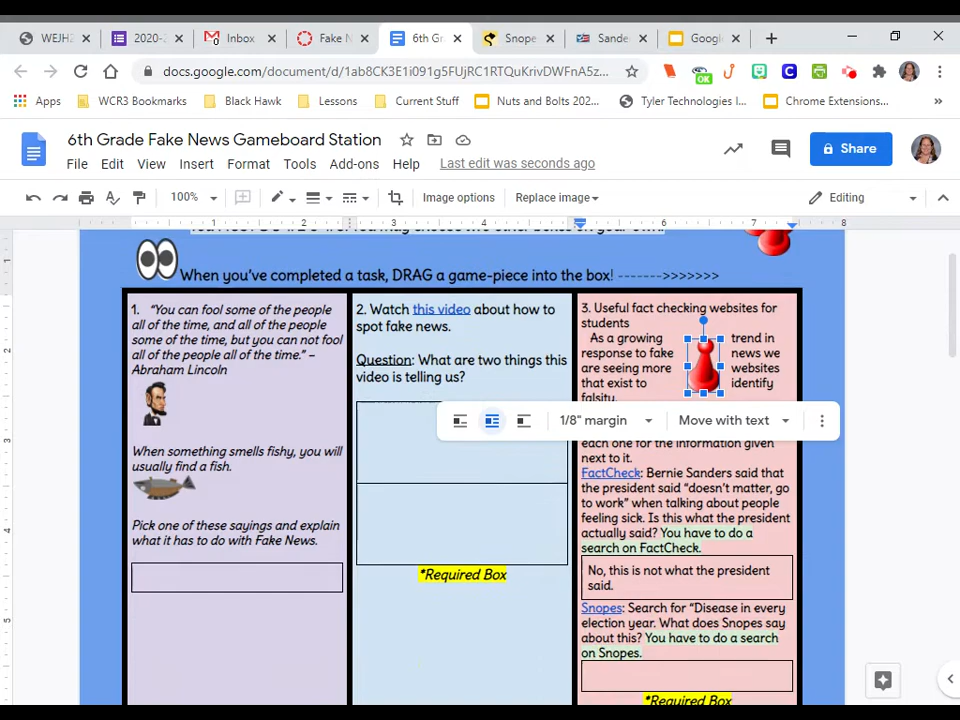 WEJH2
2020-2
Inbox
Fake N
6th Gr
Snope
Sande
Googl
docs.google.com/document/d/1ab8CK3E1i091g5FUjRC1RTQuKrivDWFnA5z...
Apps
WCR3 Bookmarks
Black Hawk
Lessons
Current Stuff
Nuts and Bolts 202...
Tyler Technologies I...
Chrome Extensions...
»
6th Grade Fake News Gameboard Station
File Edit View Insert Format Tools Add-ons Help Last edit was seconds ago
Share
100%
Image options
Replace image
Editing
1 2 3 4 5 6 7 8
When you've completed a task, DRAG a game-piece into the box! ------->>>>>>>
1. "You can fool some of the people
all of the time, and all of the people
some of the time, but you can not fool
all of the people all of the time." –
Abraham Lincoln
When something smells fishy, you will
usually find a fish.
Pick one of these sayings and explain
what it has to do with Fake News.
2. Watch this video about how to
spot fake news.
Question: What are two things this
video is telling us?
*Required Box
3. Useful fact checking websites for
students
As a growing trend in
response to fake news we
are seeing more websites
that exist to identify
falsity.
1/8" margin
Move with text
each one for the information given
next to it.
FactCheck: Bernie Sanders said that
the president said "doesn't matter, go
to work" when talking about people
feeling sick. Is this what the president
actually said? You have to do a
search on FactCheck.
No, this is not what the president
said.
Snopes: Search for "Disease in every
election year. What does Snopes say
about this? You have to do a search
on Snopes.
*Required Box